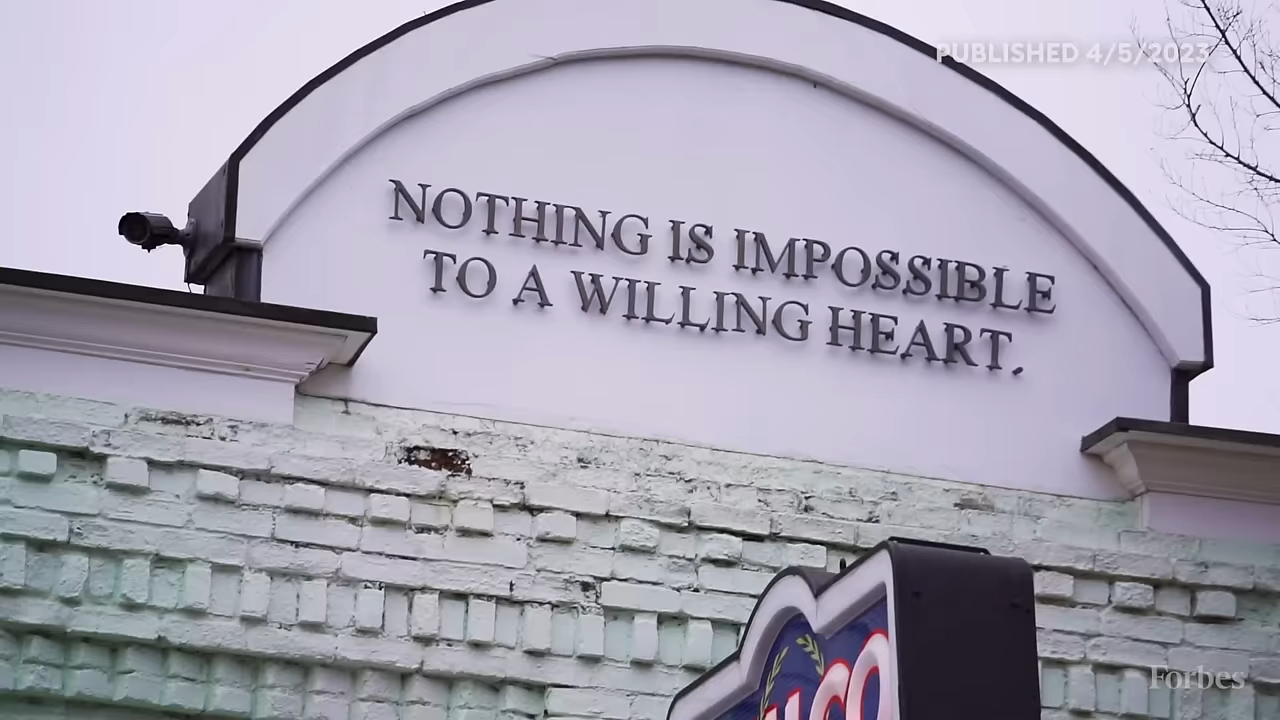 PUBLISHED 4/5/2023
NOTHING IS IMPOSSIBLE
TO A WILLING HEART.
Forbes